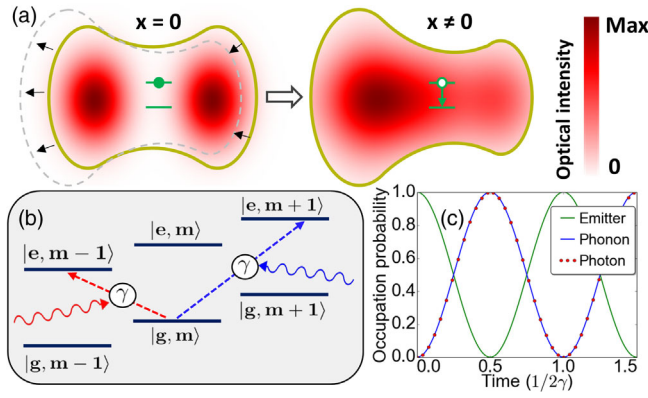 (a)
x = 0
x ≠ 0
Max
Optical intensity
0
(b)
|e, m + 1⟩
|e, m⟩
|e, m − 1⟩
γ
γ
|g, m + 1⟩
|g, m⟩
|g, m − 1⟩
(c)
Emitter
Phonon
Photon
Occupation probability
1.0
0.8
0.6
0.4
0.2
0.0
0.0 0.5 1.0 1.5
Time (1/2γ)